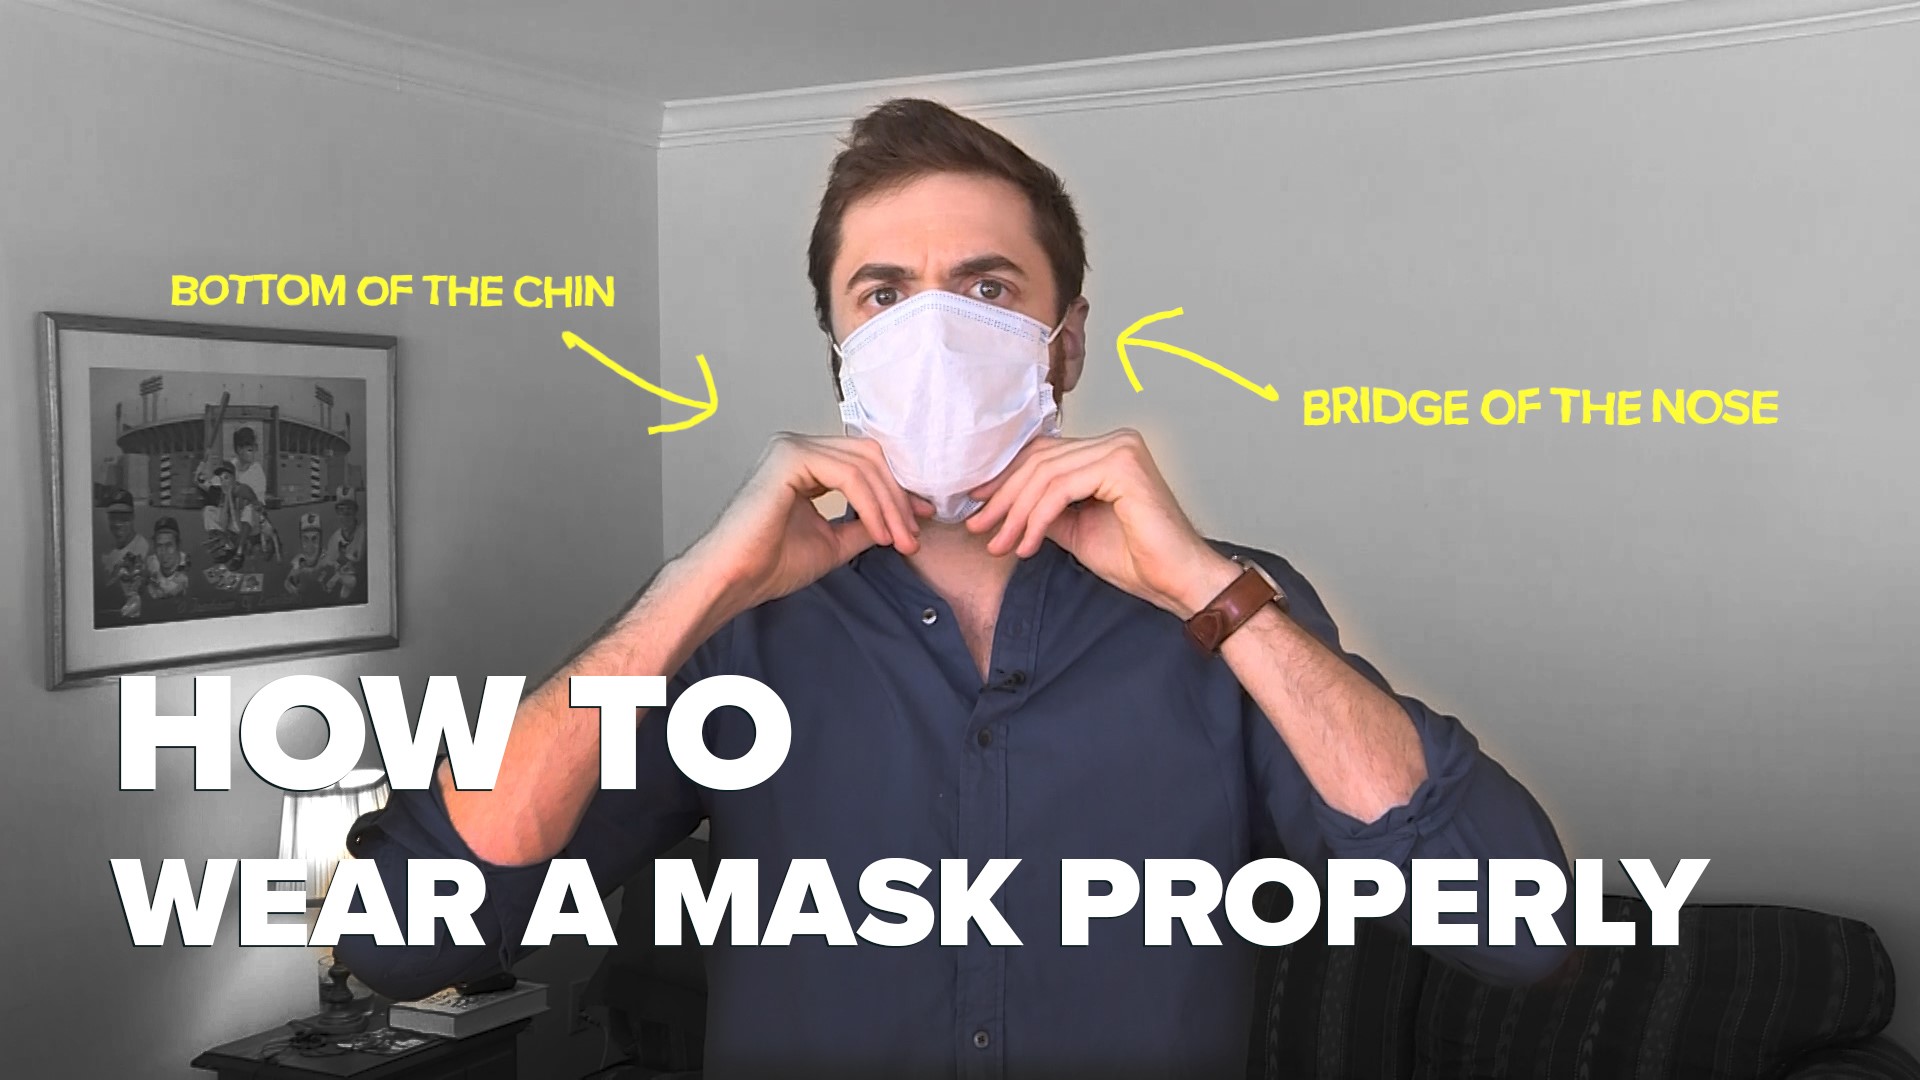 BOTTOM OF THE CHIN
BRIDGE OF THE NOSE
HOW TO
WEAR A MASK PROPERLY